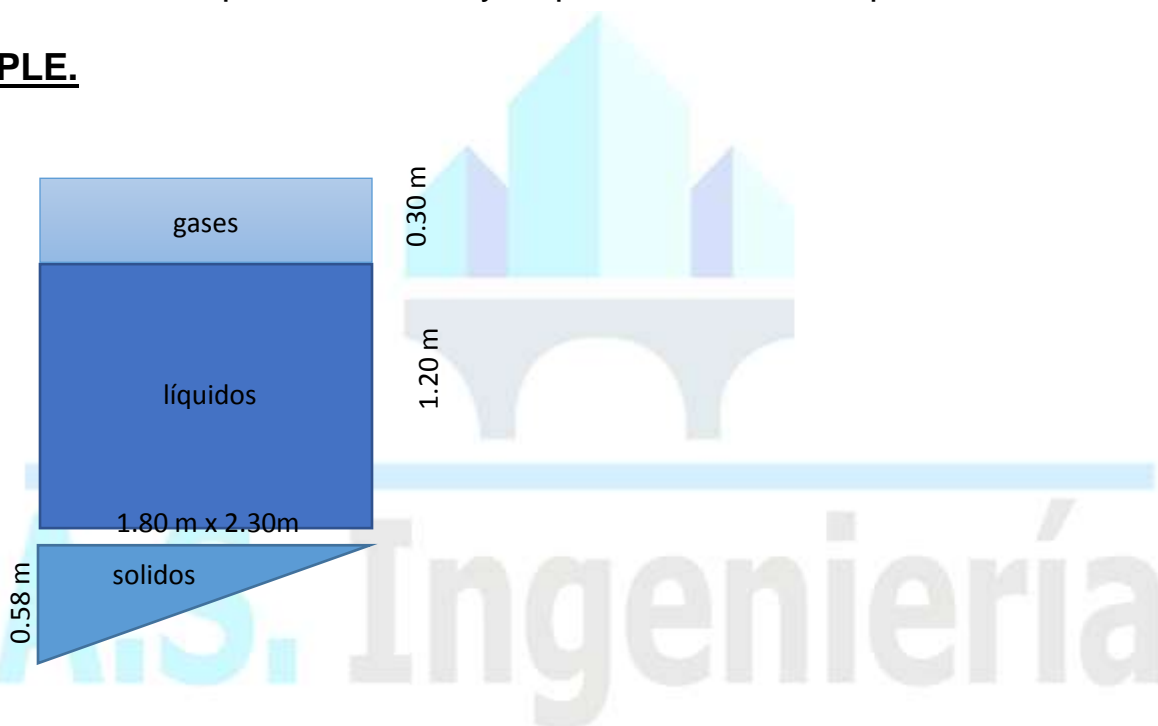 PLE.
gases
0.30 m
líquidos
1.20 m
1.80 m x 2.30m
solidos
0.58 m
A.S. Ingeniería